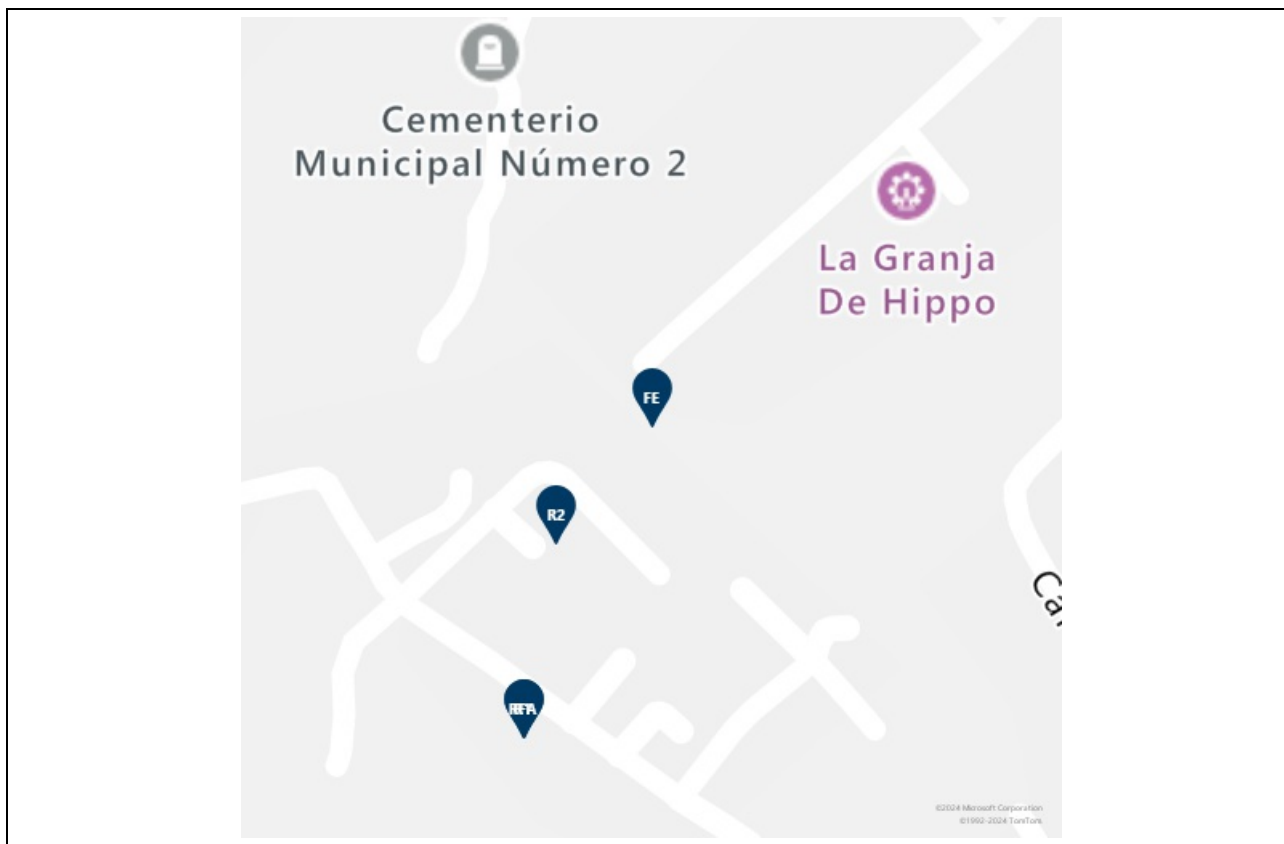 Cementerio
Municipal Número 2
La Granja
De Hippo
FE
R2
©2024 Microsoft Corporation
©1992-2024 TomTom